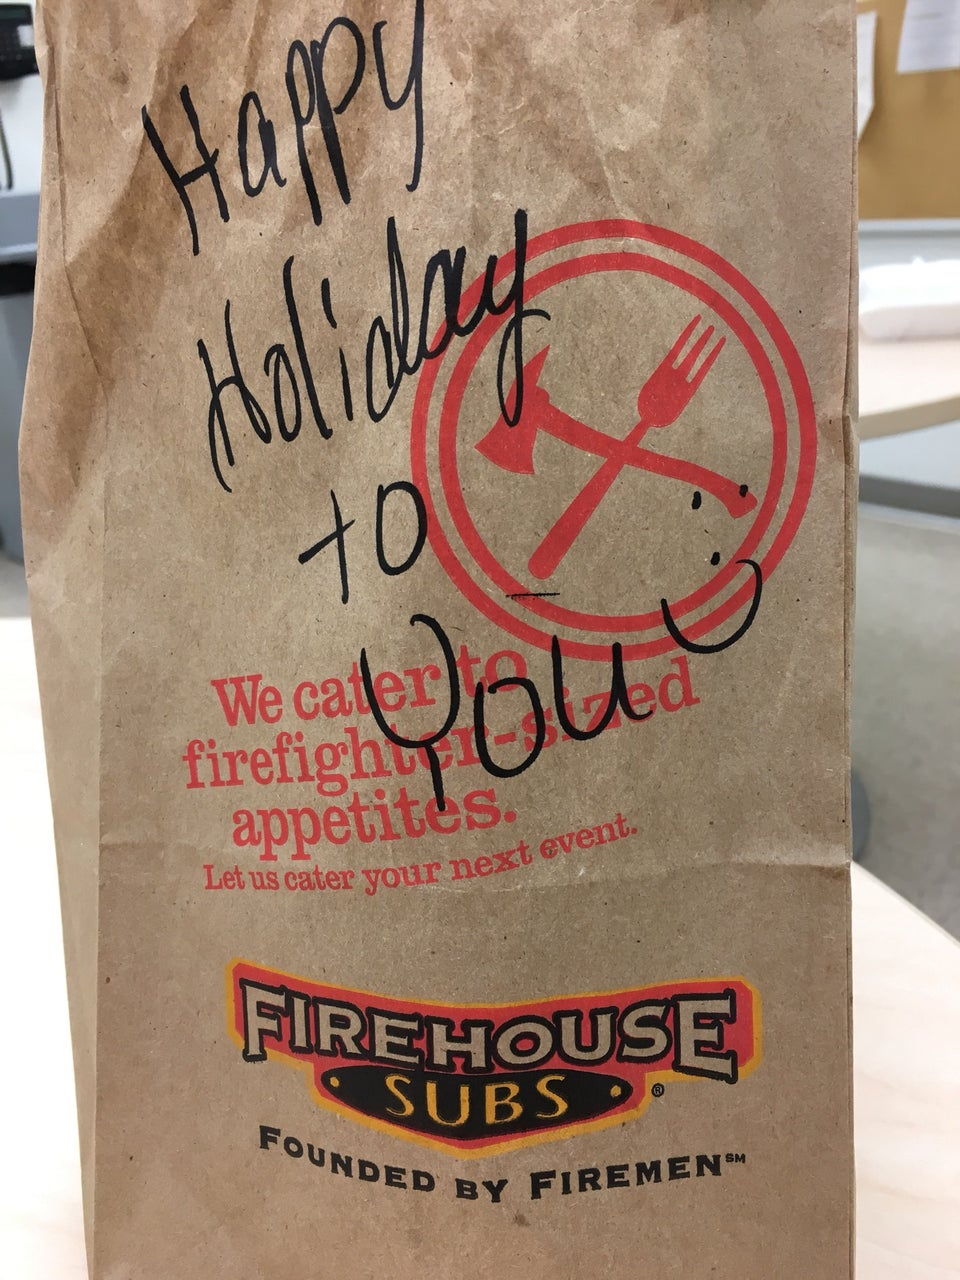 Happy
Holiday
to
You
We cater to
firefighter-sized
appetites.
Let us cater your next event.
FIREHOUSE
SUBS ®
FOUNDED BY FIREMEN℠